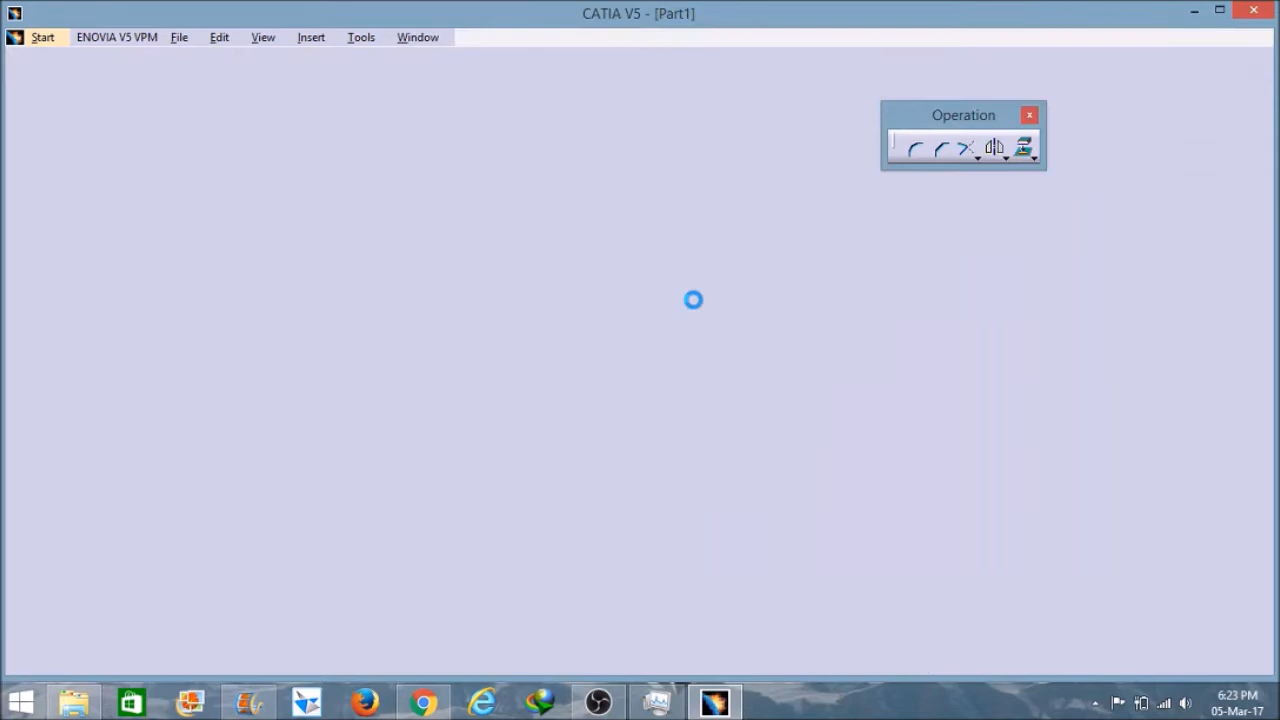 CATIA V5 - [Part1]
Start ENOVIA V5 VPM File Edit View Insert Tools Window
Operation
6:23 PM
05-Mar-17